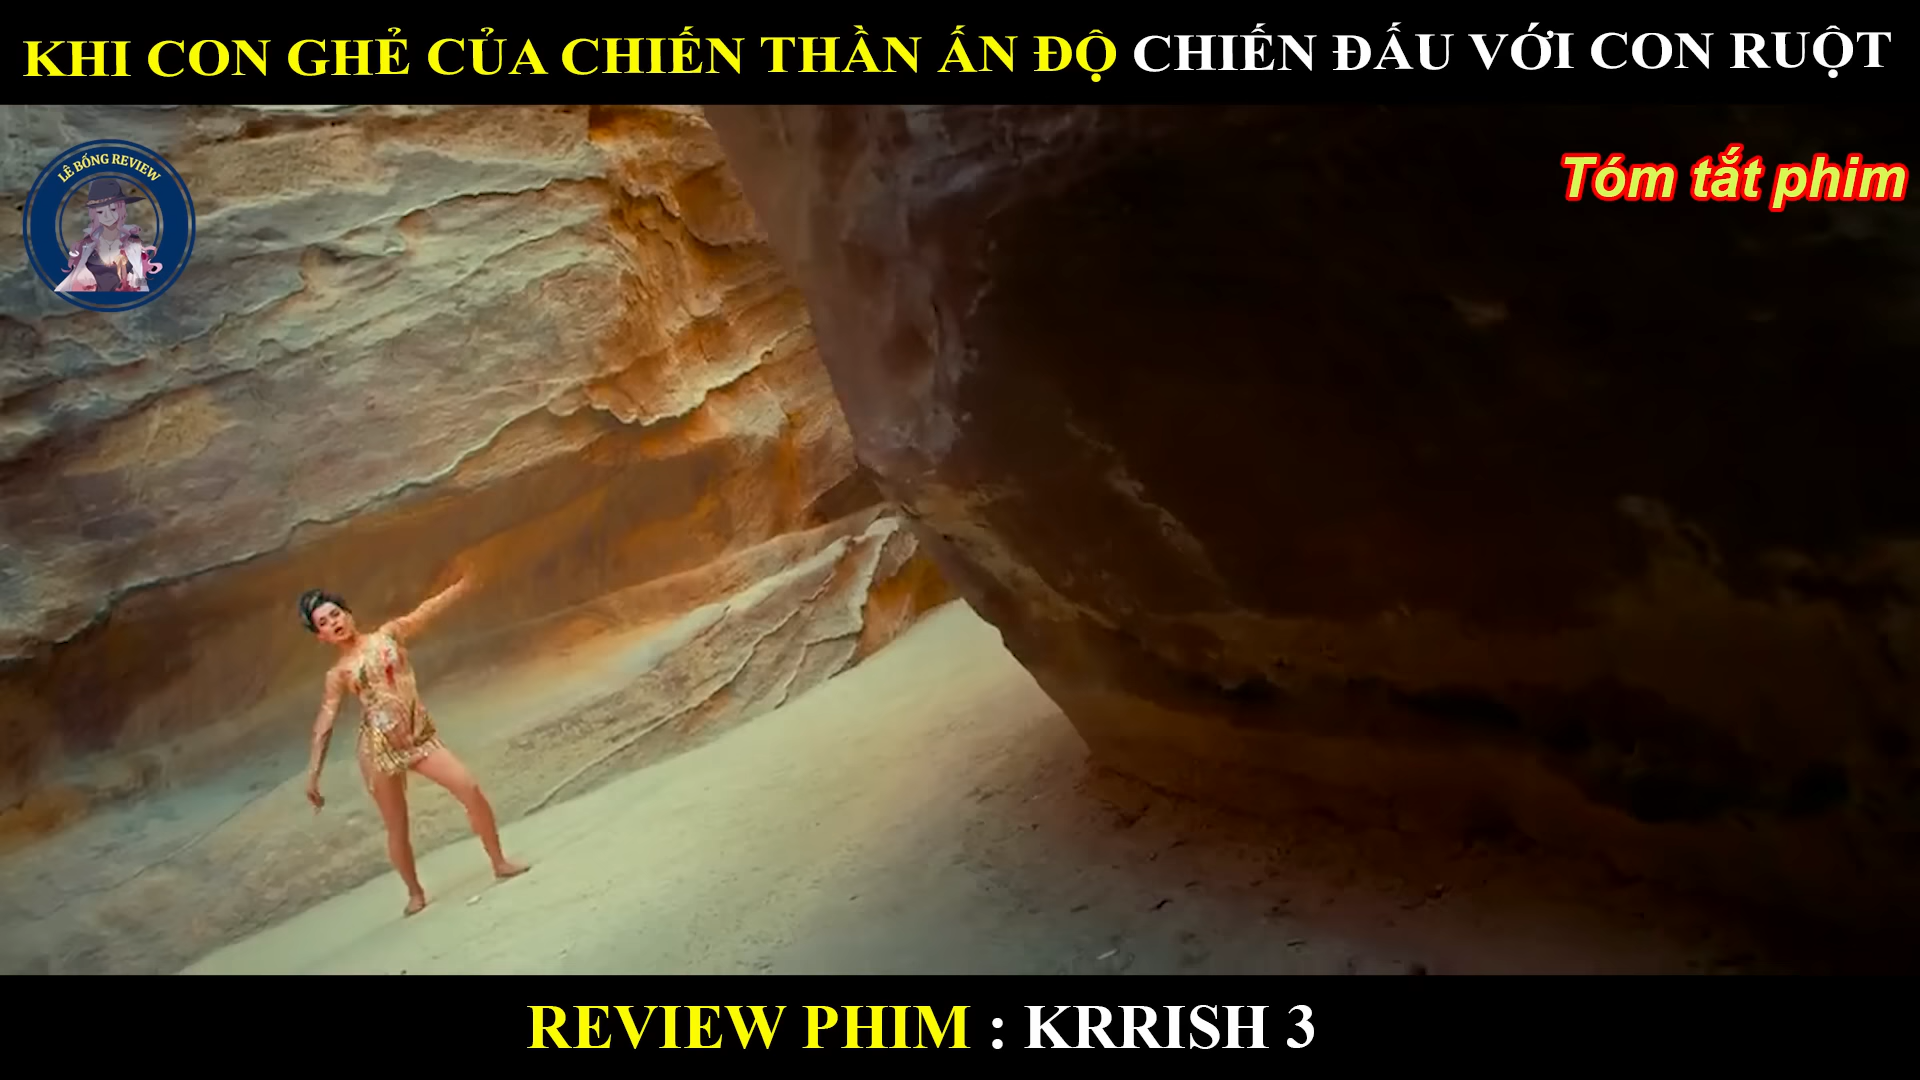 KHI CON GHẺ CỦA CHIẾN THẦN ẤN ĐỘ CHIẾN ĐẤU VỚI CON RUỘT
LÊ BỐNG REVIEW
Tóm tắt phim
REVIEW PHIM : KRRISH 3